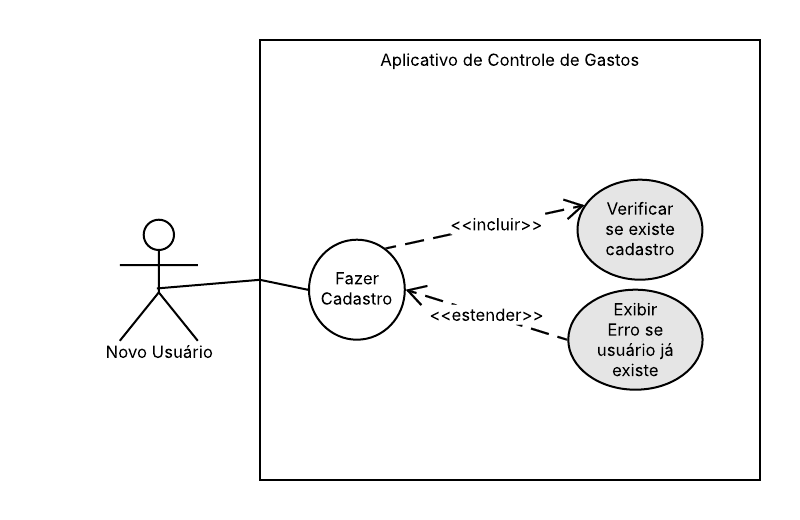 Aplicativo de Controle de Gastos
Verificar
se existe
cadastro
<<incluir>>
Fazer
Cadastro
<<estender>>
Exibir
Erro se
usuário já
existe
Novo Usuário